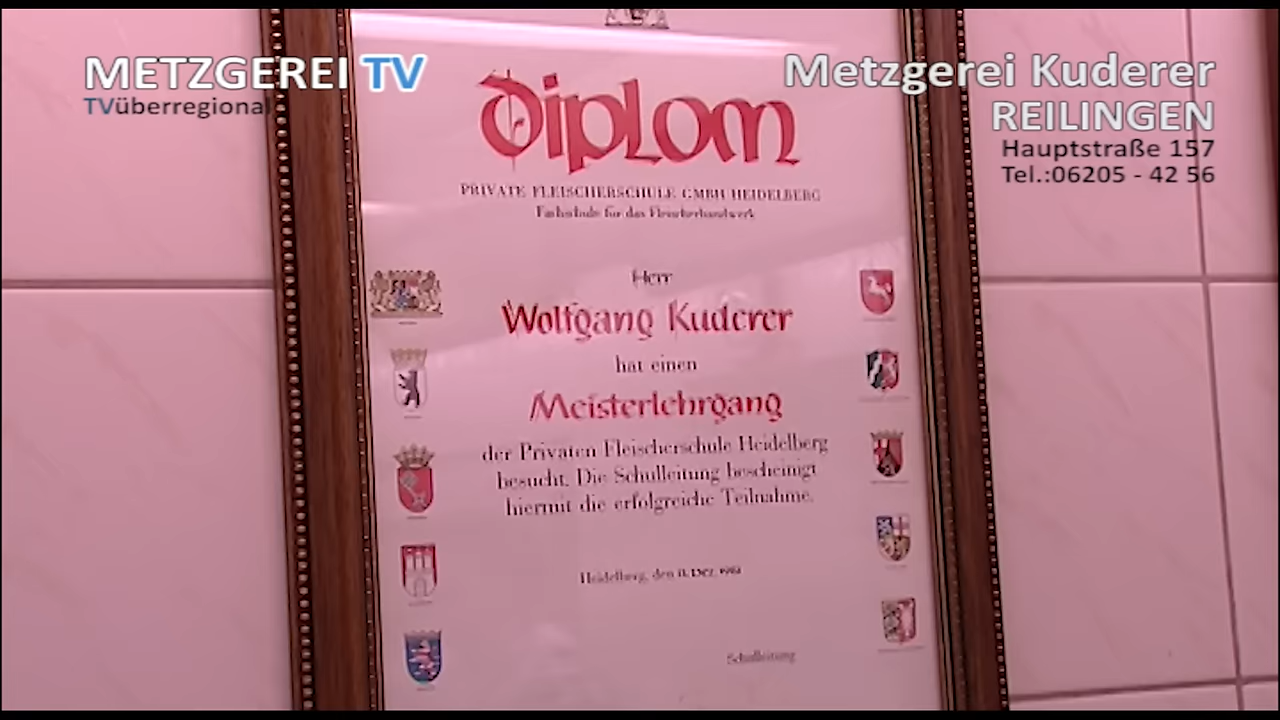 METZGEREI TV
TVüberregional
Metzgerei Kuderer
REILINGEN
Hauptstraße 157
Tel.:06205 - 42 56
Diplom
PRIVATE FLEISCHERSCHULE GMBH HEIDELBERG
Fachschule für das Fleischerhandwerk
Herr
Wolfgang Kuderer
hat einen
Meisterlehrgang
der Privaten Fleischerschule Heidelberg
besucht. Die Schulleitung bescheinigt
hiermit die erfolgreiche Teilnahme.
Heidelberg, den Dez.
Schulleitung